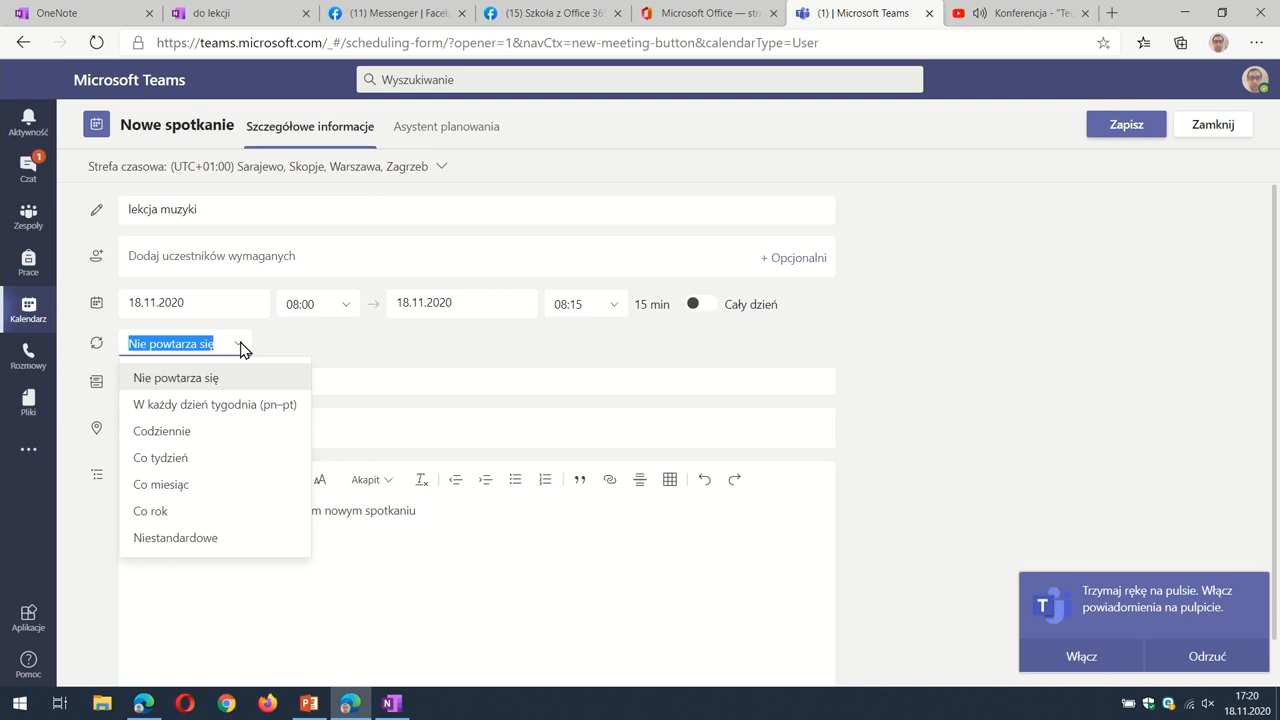 OneNote
do lekcji
(11) Messenger | Faceb
(15) Szkoła z Office 365
Microsoft Office — str
(1) | Microsoft Teams
Konferencja - "Tec
https://teams.microsoft.com/_#/scheduling-form/?opener=1&navCtx=new-meeting-button&calendarType=User
Microsoft Teams
Wyszukiwanie
Aktywność
Nowe spotkanie
Szczegółowe informacje
Asystent planowania
Zapisz
Zamknij
1
Czat
Strefa czasowa: (UTC+01:00) Sarajewo, Skopje, Warszawa, Zagrzeb
lekcja muzyki
Zespoły
Dodaj uczestników wymaganych
+ Opcjonalni
Prace
18.11.2020
08:00
18.11.2020
08:15
15 min
Cały dzień
Kalendarz
Nie powtarza się
Rozmowy
Nie powtarza się
W każdy dzień tygodnia (pn–pt)
Pliki
Codziennie
Co tydzień
Co miesiąc
Co rok
Niestandardowe
AA
Akapit
m nowym spotkaniu
Trzymaj rękę na pulsie. Włącz
powiadomienia na pulpicie.
Włącz
Odrzuć
Aplikacje
Pomoc
17:20
18.11.2020